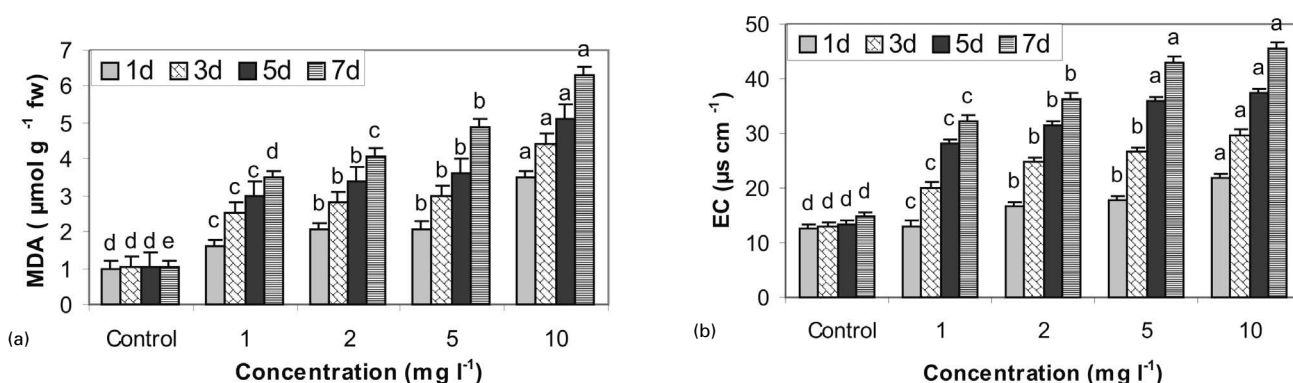 7
6
5
4
3
2
1
0
MDA ( µmol g -1 fw)
1d 3d 5d 7d
d d d e
c c c d
b b b c
b b b b
a a a a
Control 1 2 5 10
Concentration (mg l-1)
(a)
50
40
30
20
10
0
EC (µs cm -1)
1d 3d 5d 7d
d d d d
d c c c
b b b b
b b a a
a a a a
Control 1 2 5 10
Concentration (mg l-1)
(b)